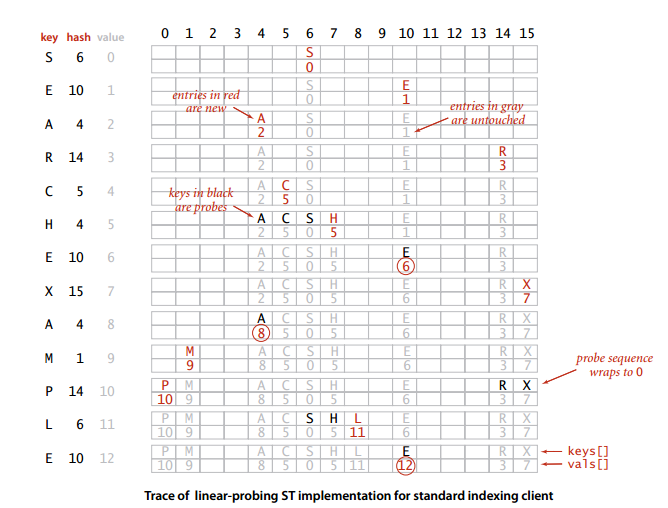 key hash value 0 1 2 3 4 5 6 7 8 9 10 11 12 13 14 15
S 6 0 S
0
E 10 1 S E
0 1
entries in red
are new
entries in gray
are untouched
A 4 2 A S E
2 0 1
R 14 3 A S E R
2 0 1 3
C 5 4 A C S E R
2 5 0 1 3
keys in black
are probes
H 4 5 A C S H E R
2 5 0 5 1 3
E 10 6 A C S H E R
2 5 0 5 6 3
X 15 7 A C S H E R X
2 5 0 5 6 3 7
A 4 8 A C S H E R X
8 5 0 5 6 3 7
M 1 9 M A C S H E R X
9 8 5 0 5 6 3 7
probe sequence
wraps to 0
P 14 10 P M A C S H E R X
10 9 8 5 0 5 6 3 7
L 6 11 P M A C S H L E R X
10 9 8 5 0 5 11 6 3 7
E 10 12 P M A C S H L E R X keys[]
10 9 8 5 0 5 11 12 3 7 vals[]
Trace of linear-probing ST implementation for standard indexing client